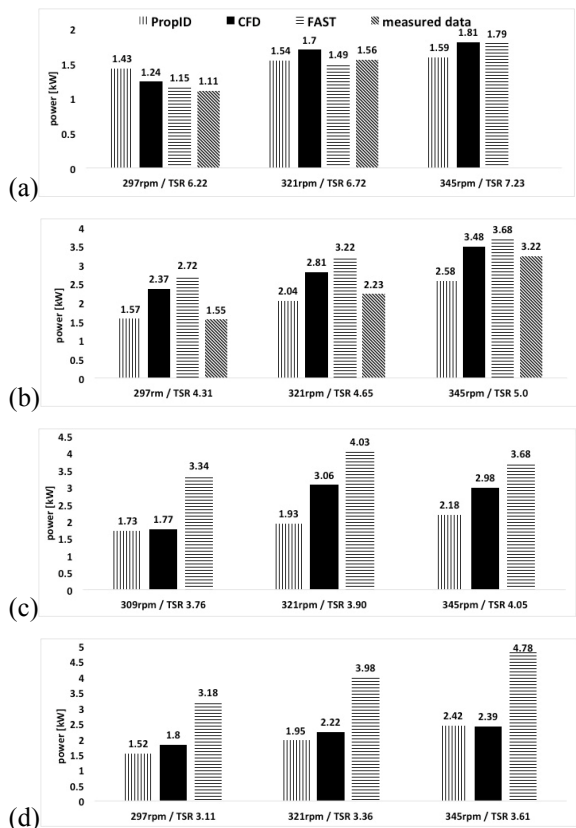 PropID CFD FAST measured data
power [kW]
2
1.5
1
0.5
0
1.43 1.24 1.15 1.11 1.54 1.7 1.49 1.56 1.59 1.81 1.79
297rpm / TSR 6.22 321rpm / TSR 6.72 345rpm / TSR 7.23
(a)
power [kW]
4
3.5
3
2.5
2
1.5
1
0.5
0
1.57 2.37 2.72 1.55 2.04 2.81 3.22 2.23 2.58 3.48 3.68 3.22
297rm / TSR 4.31 321rpm / TSR 4.65 345rpm / TSR 5.0
(b)
power [kW]
4.5
4
3.5
3
2.5
2
1.5
1
0.5
0
1.73 1.77 3.34 1.93 3.06 4.03 2.18 2.98 3.68
309rpm / TSR 3.76 321rpm / TSR 3.90 345rpm / TSR 4.05
(c)
power [kW]
5
4.5
4
3.5
3
2.5
2
1.5
1
0.5
0
1.52 1.8 3.18 1.95 2.22 3.98 2.42 2.39 4.78
297rpm / TSR 3.11 321rpm / TSR 3.36 345rpm / TSR 3.61
(d)